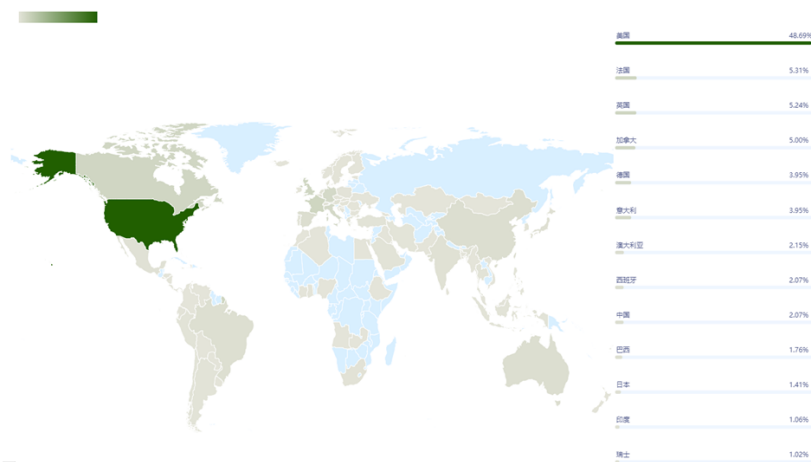 美国 48.69%
法国 5.31%
英国 5.24%
加拿大 5.00%
德国 3.95%
意大利 3.95%
澳大利亚 2.15%
西班牙 2.07%
中国 2.07%
巴西 1.76%
日本 1.41%
印度 1.06%
瑞士 1.02%